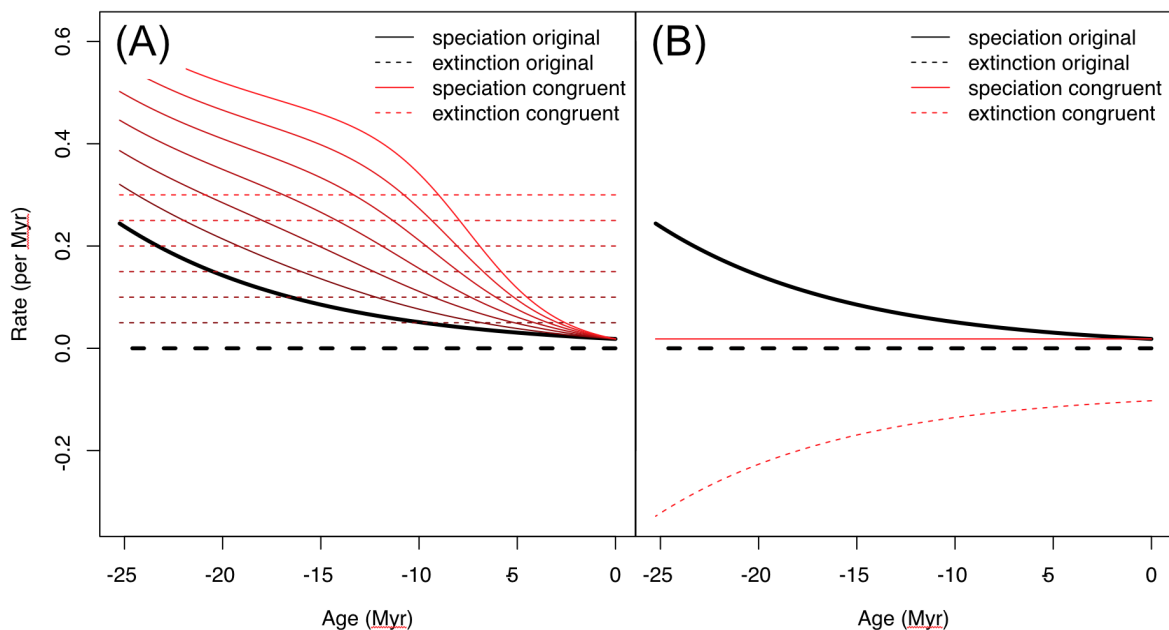 (A)
speciation original
extinction original
speciation congruent
extinction congruent
(B)
speciation original
extinction original
speciation congruent
extinction congruent
Rate (per Myr)
0.6
0.4
0.2
0.0
-0.2
-25 -20 -15 -10 -5 0
-25 -20 -15 -10 -5 0
Age (Myr)
Age (Myr)